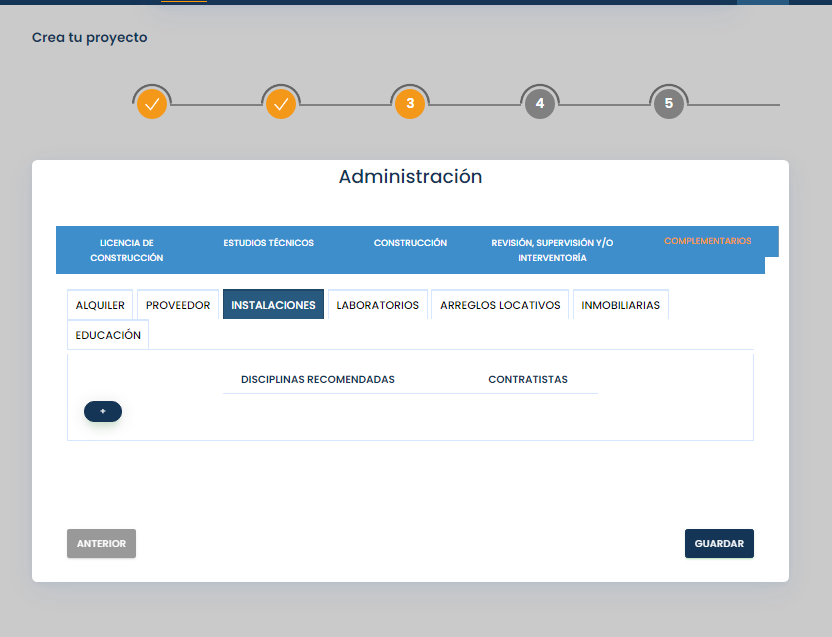 Crea tu proyecto
3
4
5
Administración
LICENCIA DE
CONSTRUCCIÓN
ESTUDIOS TÉCNICOS
CONSTRUCCIÓN
REVISIÓN, SUPERVISIÓN Y/O
INTERVENTORÍA
COMPLEMENTARIOS
ALQUILER
PROVEEDOR
INSTALACIONES
LABORATORIOS
ARREGLOS LOCATIVOS
INMOBILIARIAS
EDUCACIÓN
DISCIPLINAS RECOMENDADAS
CONTRATISTAS
+
ANTERIOR
GUARDAR